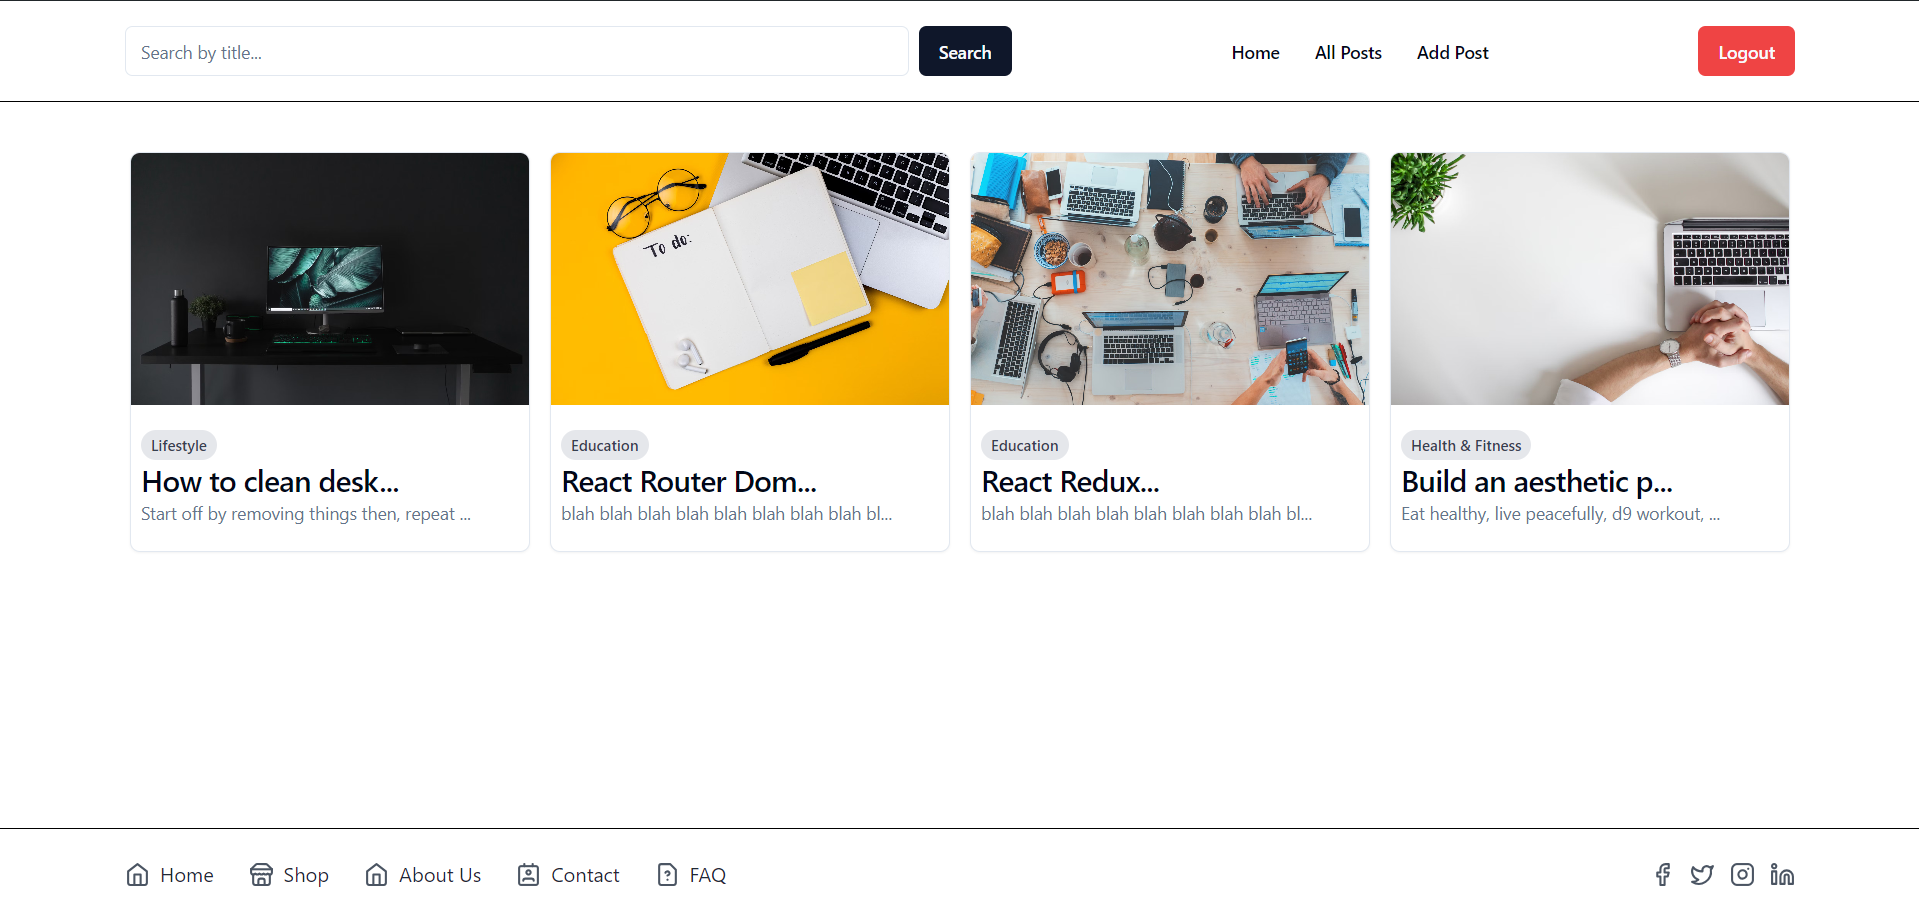 Search by title...
Search
Home
All Posts
Add Post
Logout
To do:
Lifestyle
How to clean desk...
Start off by removing things then, repeat ...
Education
React Router Dom...
blah blah blah blah blah blah blah blah bl...
Education
React Redux...
blah blah blah blah blah blah blah blah bl...
Health & Fitness
Build an aesthetic p...
Eat healthy, live peacefully, d9 workout, ...
Home
Shop
About Us
Contact
FAQ